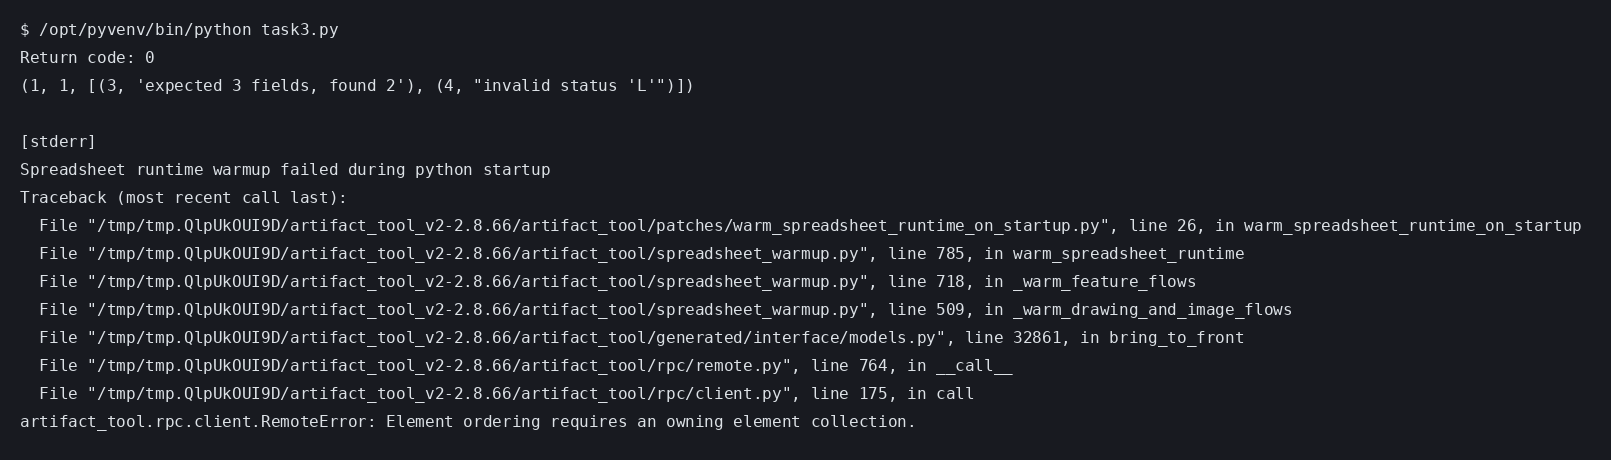 $ /opt/pyvenv/bin/python task3.py
Return code: 0
(1, 1, [(3, 'expected 3 fields, found 2'), (4, "invalid status 'L'")])
[stderr]
Spreadsheet runtime warmup failed during python startup
Traceback (most recent call last):
  File "/tmp/tmp.QlpUkOUI9D/artifact_tool_v2-2.8.66/artifact_tool/patches/warm_spreadsheet_runtime_on_startup.py", line 26, in warm_spreadsheet_runtime_on_startup
  File "/tmp/tmp.QlpUkOUI9D/artifact_tool_v2-2.8.66/artifact_tool/spreadsheet_warmup.py", line 785, in warm_spreadsheet_runtime
  File "/tmp/tmp.QlpUkOUI9D/artifact_tool_v2-2.8.66/artifact_tool/spreadsheet_warmup.py", line 718, in _warm_feature_flows
  File "/tmp/tmp.QlpUkOUI9D/artifact_tool_v2-2.8.66/artifact_tool/spreadsheet_warmup.py", line 509, in _warm_drawing_and_image_flows
  File "/tmp/tmp.QlpUkOUI9D/artifact_tool_v2-2.8.66/artifact_tool/generated/interface/models.py", line 32861, in bring_to_front
  File "/tmp/tmp.QlpUkOUI9D/artifact_tool_v2-2.8.66/artifact_tool/rpc/remote.py", line 764, in __call__
  File "/tmp/tmp.QlpUkOUI9D/artifact_tool_v2-2.8.66/artifact_tool/rpc/client.py", line 175, in call
artifact_tool.rpc.client.RemoteError: Element ordering requires an owning element collection.